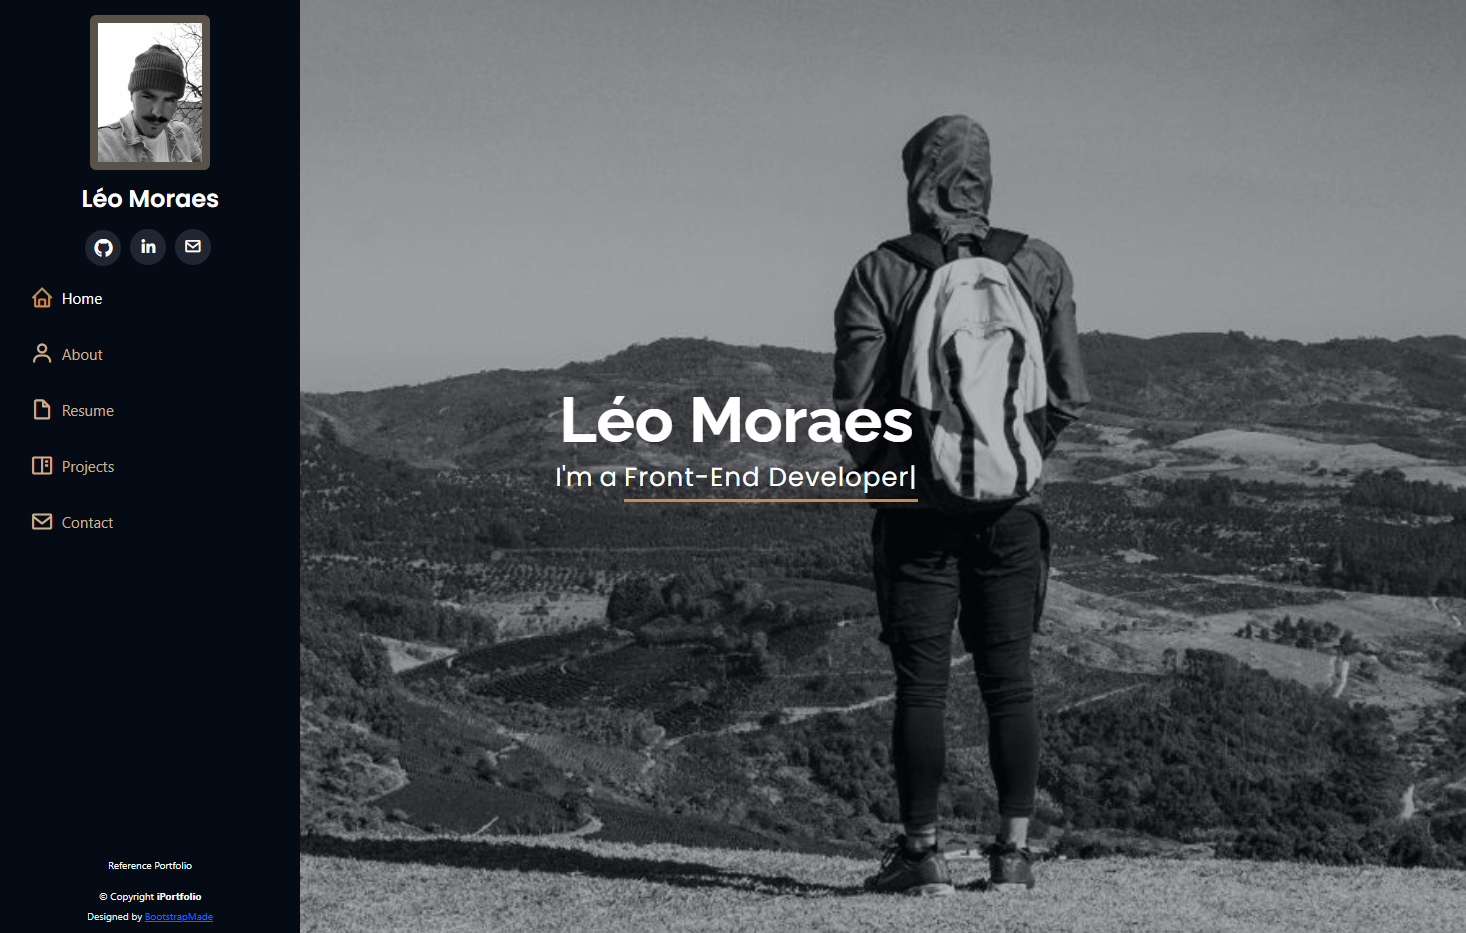 Léo Moraes
in
Home
About
Resume
Projects
Contact
Reference Portfolio
© Copyright iPortfolio
Designed by BootstrapMade
Léo Moraes
I'm a Front-End Developer|